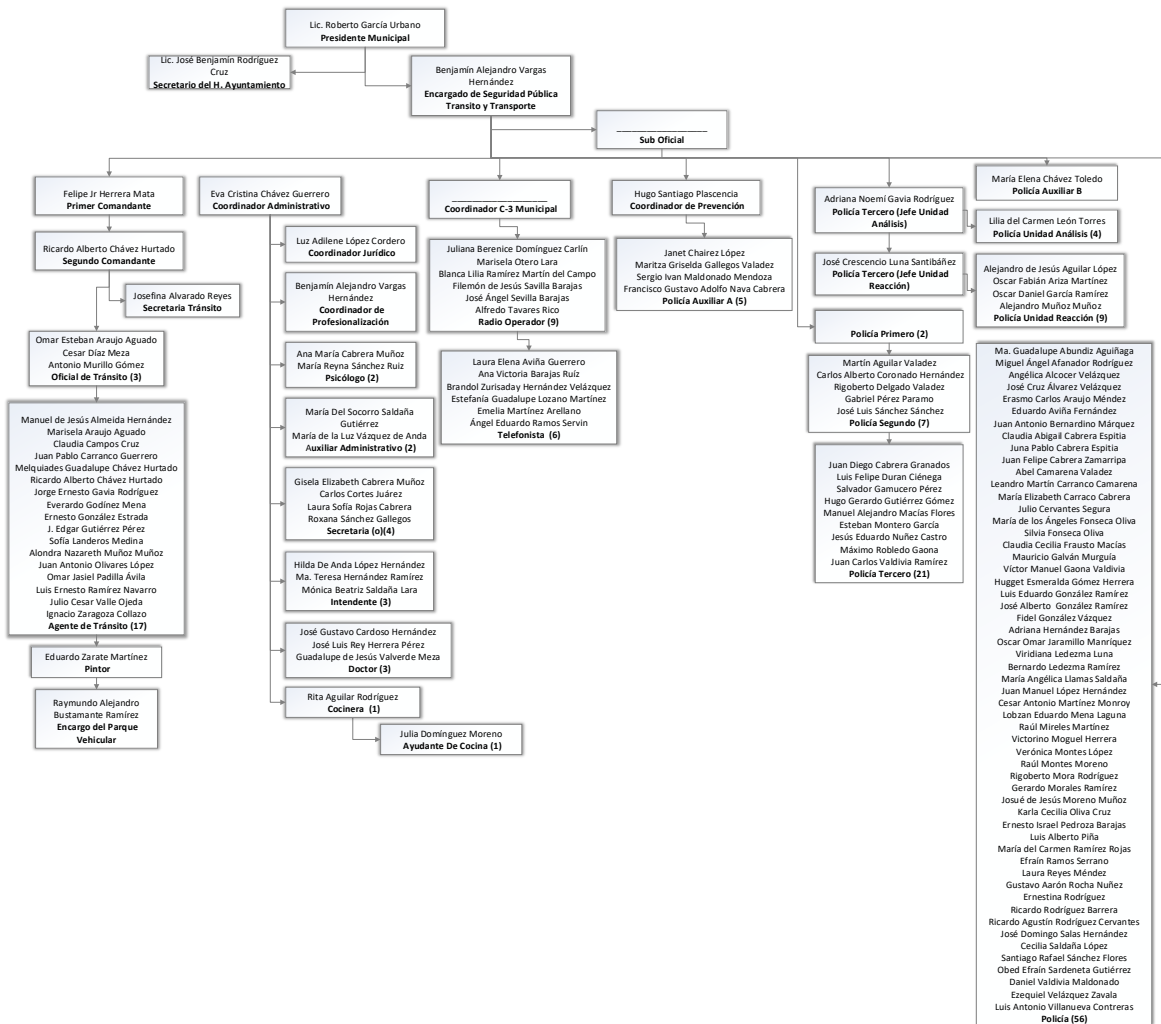 Lic. Roberto García Urbano
Presidente Municipal
Lic. José Benjamín Rodríguez
Cruz
Secretario del H. Ayuntamiento
Benjamín Alejandro Vargas
Hernández
Encargado de Seguridad Pública
Transito y Transporte
____________________
Sub Oficial
Felipe Jr Herrera Mata
Primer Comandante
Ricardo Alberto Chávez Hurtado
Segundo Comandante
Josefina Alvarado Reyes
Secretaria Tránsito
Omar Esteban Araujo Aguado
Cesar Díaz Meza
Antonio Murillo Gómez
Oficial de Tránsito (3)
Manuel de Jesús Almeida Hernández
Marisela Araujo Aguado
Claudia Campos Cruz
Juan Pablo Carranco Guerrero
Melquiades Guadalupe Chávez Hurtado
Ricardo Alberto Chávez Hurtado
Jorge Ernesto Gavia Rodríguez
Everardo Godínez Mena
Ernesto González Estrada
J. Edgar Gutiérrez Pérez
Sofía Landeros Medina
Alondra Nazareth Muñoz Muñoz
Juan Antonio Olivares López
Omar Jasiel Padilla Ávila
Luis Ernesto Ramírez Navarro
Julio Cesar Valle Ojeda
Ignacio Zaragoza Collazo
Agente de Tránsito (17)
Eduardo Zarate Martínez
Pintor
Raymundo Alejandro
Bustamante Ramírez
Encargo del Parque
Vehicular
Eva Cristina Chávez Guerrero
Coordinador Administrativo
Luz Adilene López Cordero
Coordinador Jurídico
Benjamín Alejandro Vargas
Hernández
Coordinador de
Profesionalización
Ana María Cabrera Muñoz
María Reyna Sánchez Ruiz
Psicólogo (2)
María Del Socorro Saldaña
Gutiérrez
María de la Luz Vázquez de Anda
Auxiliar Administrativo (2)
Gisela Elizabeth Cabrera Muñoz
Carlos Cortes Juárez
Laura Sofía Rojas Cabrera
Roxana Sánchez Gallegos
Secretaria (o)(4)
Hilda De Anda López Hernández
Ma. Teresa Hernández Ramírez
Mónica Beatriz Saldaña Lara
Intendente (3)
José Gustavo Cardoso Hernández
José Luis Rey Herrera Pérez
Guadalupe de Jesús Valverde Meza
Doctor (3)
Rita Aguilar Rodríguez
Cocinera (1)
Julia Domínguez Moreno
Ayudante De Cocina (1)
____________________
Coordinador C-3 Municipal
Juliana Berenice Domínguez Carlín
Marisela Otero Lara
Blanca Lilia Ramírez Martín del Campo
Filemón de Jesús Savilla Barajas
José Ángel Sevilla Barajas
Alfredo Tavares Rico
Radio Operador (9)
Laura Elena Aviña Guerrero
Ana Victoria Barajas Ruíz
Brandol Zurisaday Hernández Velázquez
Estefanía Guadalupe Lozano Martínez
Emelia Martínez Arellano
Ángel Eduardo Ramos Servin
Telefonista (6)
Hugo Santiago Plascencia
Coordinador de Prevención
Janet Chairez López
Maritza Griselda Gallegos Valadez
Sergio Ivan Maldonado Mendoza
Francisco Gustavo Adolfo Nava Cabrera
Policía Auxiliar A (5)
Adriana Noemí Gavia Rodríguez
Policía Tercero (Jefe Unidad
Análisis)
José Crescencio Luna Santibáñez
Policía Tercero (Jefe Unidad
Reacción)
Policía Primero (2)
Martín Aguilar Valadez
Carlos Alberto Coronado Hernández
Rigoberto Delgado Valadez
Gabriel Pérez Paramo
José Luis Sánchez Sánchez
Policía Segundo (7)
Juan Diego Cabrera Granados
Luis Felipe Duran Ciénega
Salvador Gamucero Pérez
Hugo Gerardo Gutiérrez Gómez
Manuel Alejandro Macías Flores
Esteban Montero García
Jesús Eduardo Nuñez Castro
Máximo Robledo Gaona
Juan Carlos Valdivia Ramírez
Policía Tercero (21)
María Elena Chávez Toledo
Policía Auxiliar B
Lilia del Carmen León Torres
Policía Unidad Análisis (4)
Alejandro de Jesús Aguilar López
Oscar Fabián Ariza Martínez
Oscar Daniel García Ramírez
Alejandro Muñoz Muñoz
Policía Unidad Reacción (9)
Ma. Guadalupe Abundiz Aguiñaga
Miguel Ángel Afanador Rodríguez
Angélica Alcocer Velázquez
José Cruz Álvarez Velázquez
Erasmo Carlos Araujo Méndez
Eduardo Aviña Fernández
Juan Antonio Bernardino Márquez
Claudia Abigail Cabrera Espitia
Juna Pablo Cabrera Espitia
Juan Felipe Cabrera Zamarripa
Abel Camarena Valadez
Leandro Martín Carranco Camarena
María Elizabeth Carraco Cabrera
Julio Cervantes Segura
María de los Ángeles Fonseca Oliva
Silvia Fonseca Oliva
Claudia Cecilia Frausto Macías
Mauricio Galván Murguía
Víctor Manuel Gaona Valdivia
Hugget Esmeralda Gómez Herrera
Luis Eduardo González Ramírez
José Alberto González Ramírez
Fidel González Vázquez
Adriana Hernández Barajas
Oscar Omar Jaramillo Manríquez
Viridiana Ledezma Luna
Bernardo Ledezma Ramírez
María Angélica Llamas Saldaña
Juan Manuel López Hernández
Cesar Antonio Martínez Monroy
Lobzan Eduardo Mena Laguna
Raúl Mireles Martínez
Victorino Moguel Herrera
Verónica Montes López
Raúl Montes Moreno
Rigoberto Mora Rodríguez
Gerardo Morales Ramírez
Josué de Jesús Moreno Muñoz
Karla Cecilia Oliva Cruz
Ernesto Israel Pedroza Barajas
Luis Alberto Piña
María del Carmen Ramírez Rojas
Efraín Ramos Serrano
Laura Reyes Méndez
Gustavo Aarón Rocha Nuñez
Ernestina Rodríguez
Ricardo Rodríguez Barrera
Ricardo Agustín Rodríguez Cervantes
José Domingo Salas Hernández
Cecilia Saldaña López
Santiago Rafael Sánchez Flores
Obed Efraín Sardeneta Gutiérrez
Daniel Valdivia Maldonado
Ezequiel Velázquez Zavala
Luis Antonio Villanueva Contreras
Policía (56)